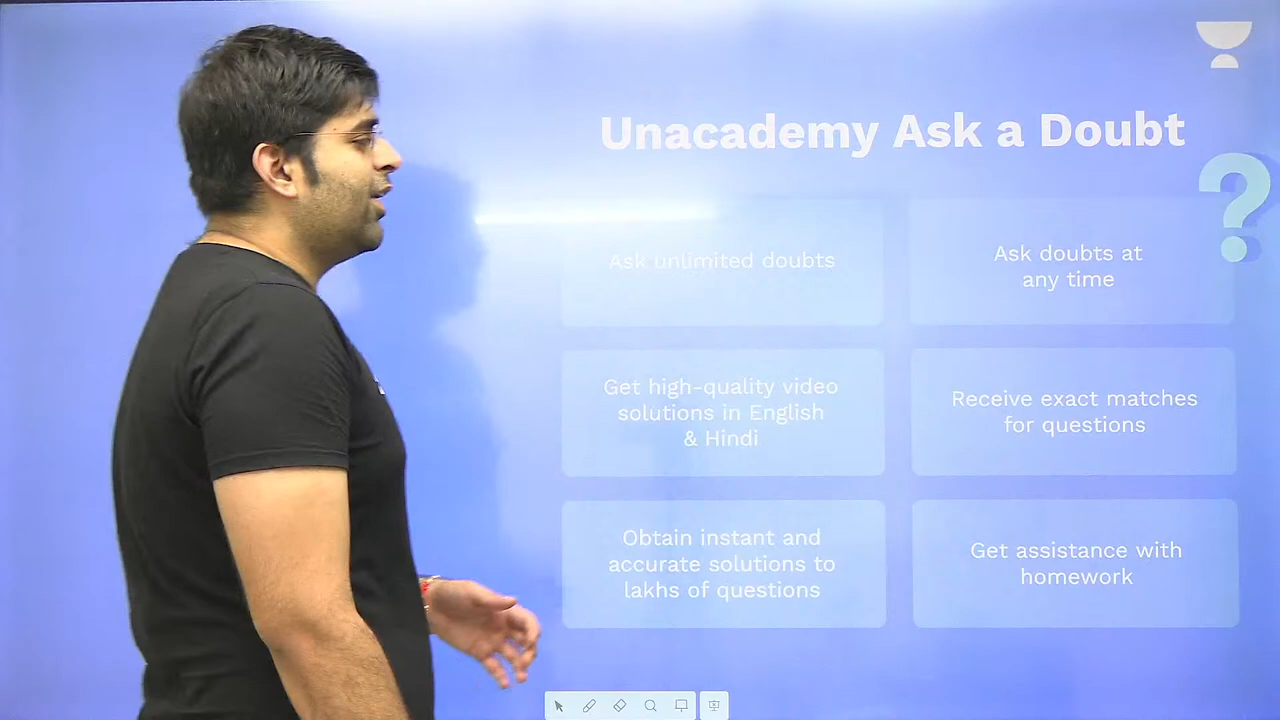 Unacademy Ask a Doubt
Ask unlimited doubts
Ask doubts at
any time
Get high-quality video
solutions in English
& Hindi
Receive exact matches
for questions
Obtain instant and
accurate solutions to
lakhs of questions
Get assistance with
homework